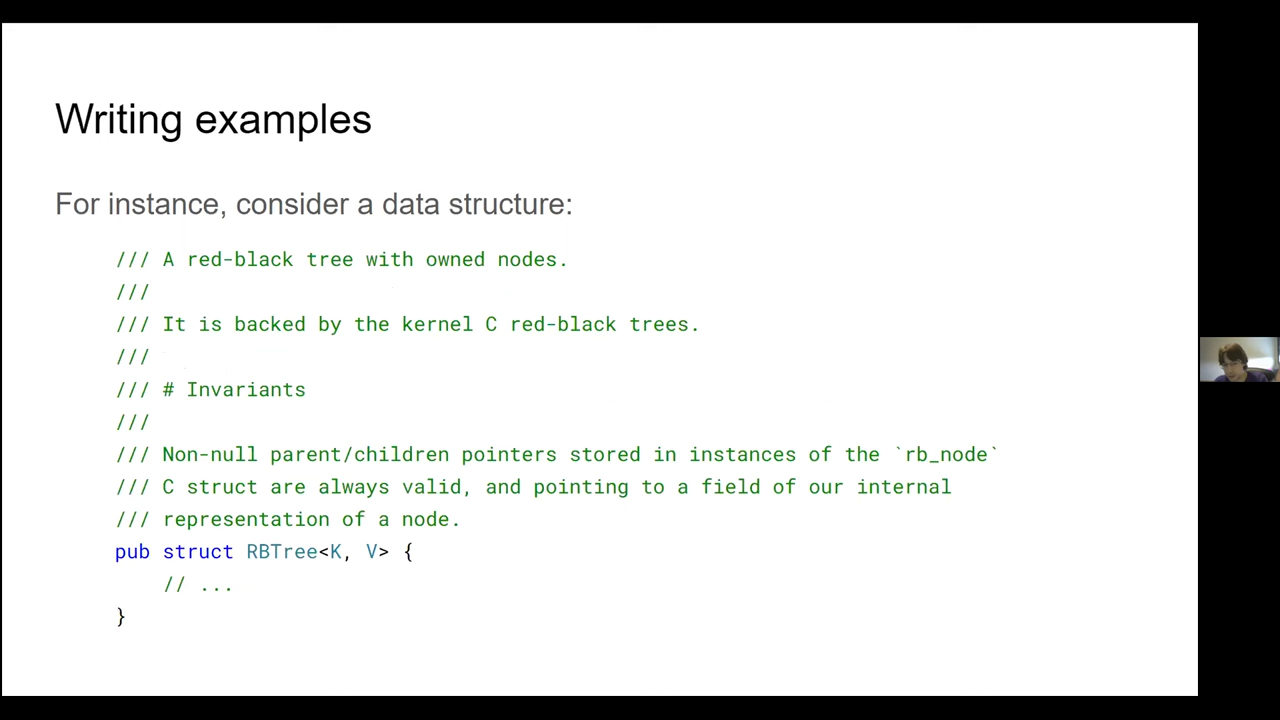 Writing examples
For instance, consider a data structure:
/// A red-black tree with owned nodes.
///
/// It is backed by the kernel C red-black trees.
///
/// # Invariants
///
/// Non-null parent/children pointers stored in instances of the `rb_node`
/// C struct are always valid, and pointing to a field of our internal
/// representation of a node.
pub struct RBTree<K, V> {
// ...
}